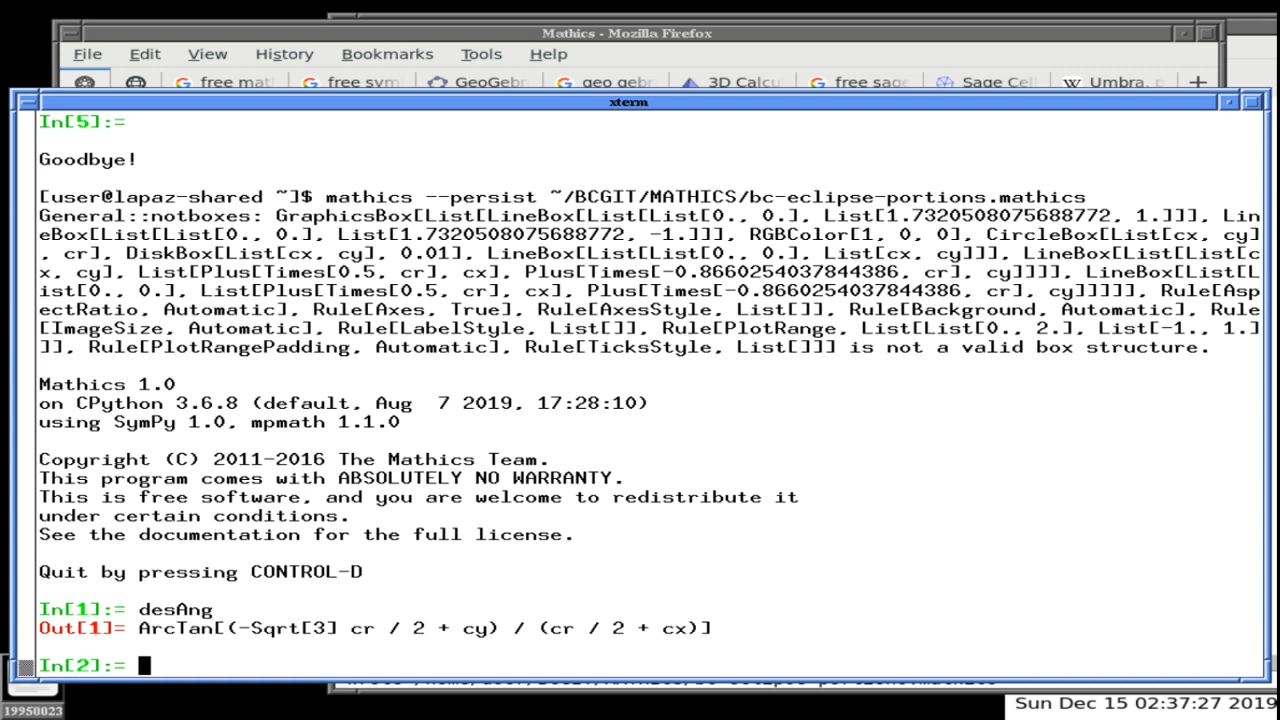 Mathics - Mozilla Firefox
File Edit View History Bookmarks Tools Help
free mat free sym GeoGebr geo gebr 3D Calcu free sage Sage Cel Umbra,
xterm
In[5]:=
Goodbye!
[user@lapaz-shared ~]$ mathics --persist ~/BCGIT/MATHICS/bc-eclipse-portions.mathics
General::notboxes: GraphicsBox[List[LineBox[List[List[0., 0.], List[1.7320508075688772, 1.]]], Lin
eBox[List[List[0., 0.], List[1.7320508075688772, -1.]]], RGBColor[1, 0, 0], CircleBox[List[cx, cy]
, cr], DiskBox[List[cx, cy], 0.01], LineBox[List[List[0., 0.], List[cx, cy]]], LineBox[List[List[c
x, cy], List[Plus[Times[0.5, cr], cx], Plus[Times[-0.8660254037844386, cr], cy]]]], LineBox[List[L
ist[0., 0.], List[Plus[Times[0.5, cr], cx], Plus[Times[-0.8660254037844386, cr], cy]]]]], Rule[Asp
ectRatio, Automatic], Rule[Axes, True], Rule[AxesStyle, List[]], Rule[Background, Automatic], Rule
[ImageSize, Automatic], Rule[LabelStyle, List[]], Rule[PlotRange, List[List[0., 2.], List[-1., 1.]
]], Rule[PlotRangePadding, Automatic], Rule[TicksStyle, List[]]] is not a valid box structure.
Mathics 1.0
on CPython 3.6.8 (default, Aug  7 2019, 17:28:10)
using SymPy 1.0, mpmath 1.1.0
Copyright (C) 2011-2016 The Mathics Team.
This program comes with ABSOLUTELY NO WARRANTY.
This is free software, and you are welcome to redistribute it
under certain conditions.
See the documentation for the full license.
Quit by pressing CONTROL-D
In[1]:= desAng
Out[1]= ArcTan[(-Sqrt[3] cr / 2 + cy) / (cr / 2 + cx)]
In[2]:=
19950023
Sun Dec 15 02:37:27 2019